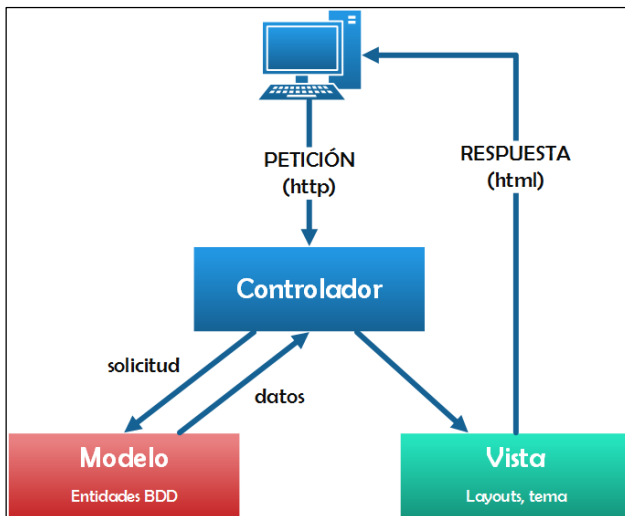 PETICIÓN
(http)
RESPUESTA
(html)
Controlador
solicitud
datos
Modelo
Entidades BDD
Vista
Layouts, tema